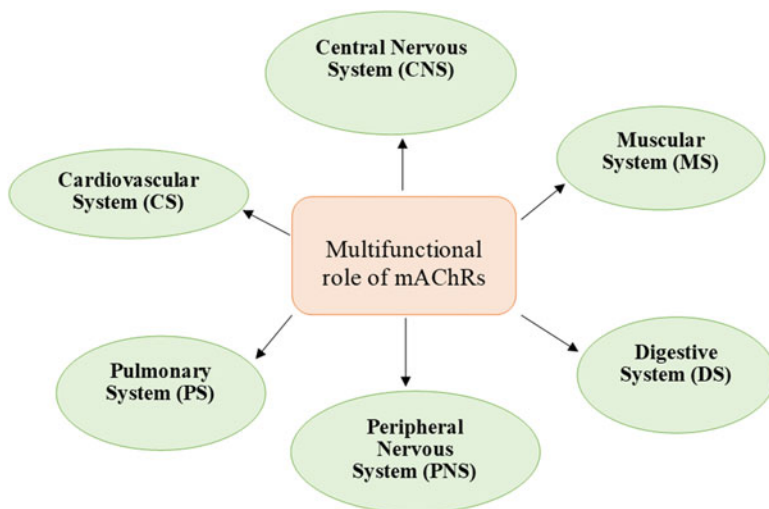 Central Nervous
System (CNS)
Muscular
System (MS)
Cardiovascular
System (CS)
Multifunctional
role of mAChRs
Pulmonary
System (PS)
Digestive
System (DS)
Peripheral
Nervous
System (PNS)